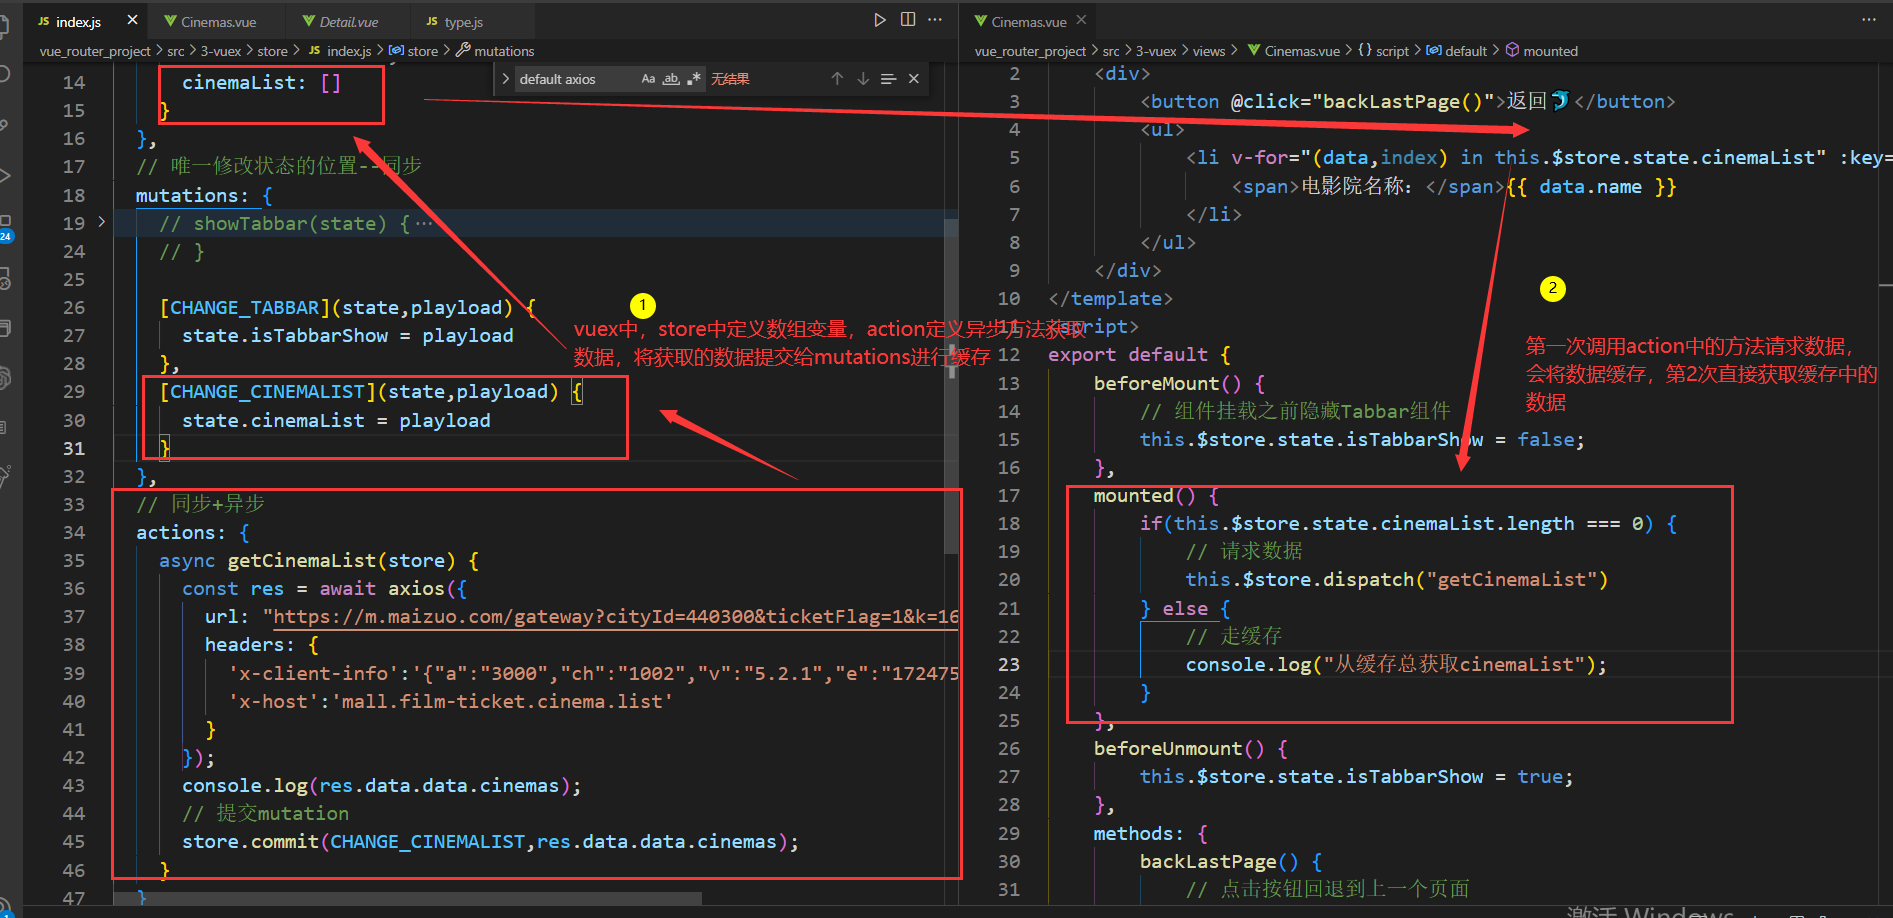 index.js
Cinemas.vue
Detail.vue
type.js
vue_router_project > src > 3-vuex > store > JS index.js > store > mutations
default axios
Aa
ab
无结果
14 cinemaList: []
15 }
16 },
17 // 唯一修改状态的位置--同步
18 mutations: {
19 // showTabbar(state) {···
24 // }
25
26 [CHANGE_TABBAR](state,playload) {
27 state.isTabbarShow = playload
28 },
29 [CHANGE_CINEMALIST](state,playload) {
30 state.cinemaList = playload
31 }
32 },
33 // 同步+异步
34 actions: {
35 async getCinemaList(store) {
36 const res = await axios({
37 url: "https://m.maizuo.com/gateway?cityId=440300&ticketFlag=1&k=16
38 headers: {
39 'x-client-info':'{"a":"3000","ch":"1002","v":"5.2.1","e":"172475
40 'x-host':'mall.film-ticket.cinema.list'
41 }
42 });
43 console.log(res.data.data.cinemas);
44 // 提交mutation
45 store.commit(CHANGE_CINEMALIST,res.data.data.cinemas);
46 }
47 }
24
1
vuex中，store中定义数组变量，action定义异步方法获取
数据，将获取的数据提交给mutations进行缓存
Cinemas.vue
vue_router_project > src > 3-vuex > views > Cinemas.vue > {} script > default > mounted
2 <div>
3 <button @click="backLastPage()">返回🐬</button>
4 <ul>
5 <li v-for="(data,index) in this.$store.state.cinemaList" :key=
6 <span>电影院名称：</span>{{ data.name }}
7 </li>
8 </ul>
9 </div>
10 </template>
11 script>
12 export default {
13 beforeMount() {
14 // 组件挂载之前隐藏Tabbar组件
15 this.$store.state.isTabbarShow = false;
16 },
17 mounted() {
18 if(this.$store.state.cinemaList.length === 0) {
19 // 请求数据
20 this.$store.dispatch("getCinemaList")
21 } else {
22 // 走缓存
23 console.log("从缓存总获取cinemaList");
24 }
25 },
26 beforeUnmount() {
27 this.$store.state.isTabbarShow = true;
28 },
29 methods: {
30 backLastPage() {
31 // 点击按钮回退到上一个页面
2
第一次调用action中的方法请求数据，
会将数据缓存，第2次直接获取缓存中的
数据
激活 Windows